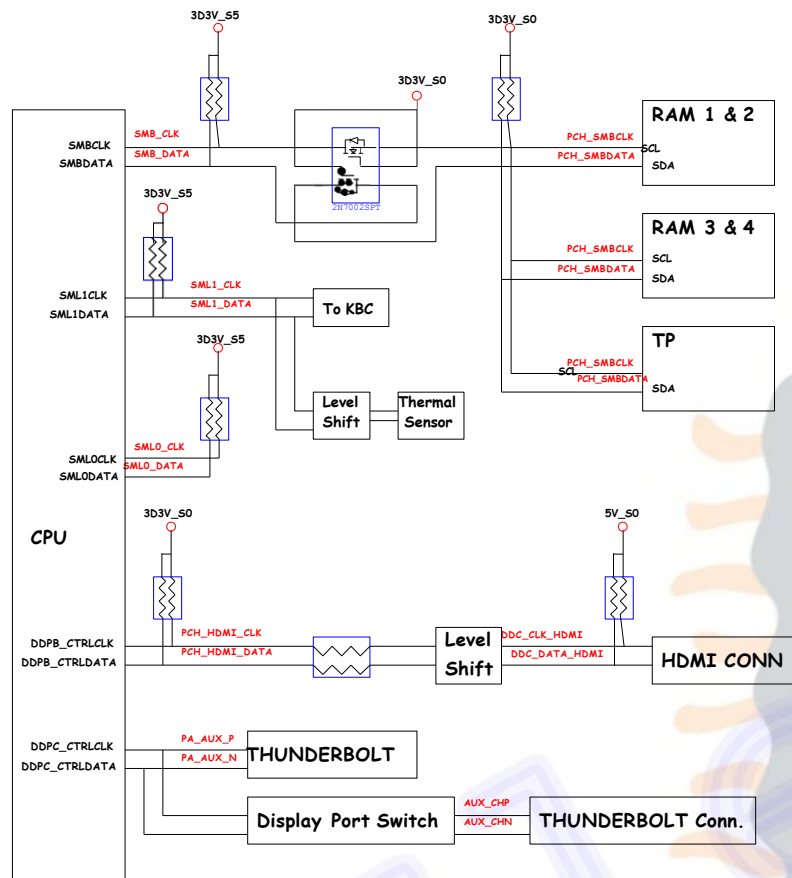 3D3V_S5
3D3V_S0
3D3V_S0
RAM 1 & 2
SMBCLK
SMB_CLK
PCH_SMBCLK
SCL
SMBDATA
SMB_DATA
PCH_SMBDATA
SDA
2N7002SPT
3D3V_S5
RAM 3 & 4
PCH_SMBCLK
SCL
PCH_SMBDATA
SDA
SML1CLK
SML1_CLK
SML1DATA
SML1_DATA
To KBC
3D3V_S5
TP
PCH_SMBCLK
SCL
PCH_SMBDATA
SDA
Level
Shift
Thermal
Sensor
SML0CLK
SML0_CLK
SML0DATA
SML0_DATA
CPU
3D3V_S0
5V_S0
DDPB_CTRLCLK
PCH_HDMI_CLK
DDPB_CTRLDATA
PCH_HDMI_DATA
Level
Shift
DDC_CLK_HDMI
DDC_DATA_HDMI
HDMI CONN
DDPC_CTRLCLK
PA_AUX_P
DDPC_CTRLDATA
PA_AUX_N
THUNDERBOLT
Display Port Switch
AUX_CHP
AUX_CHN
THUNDERBOLT Conn.